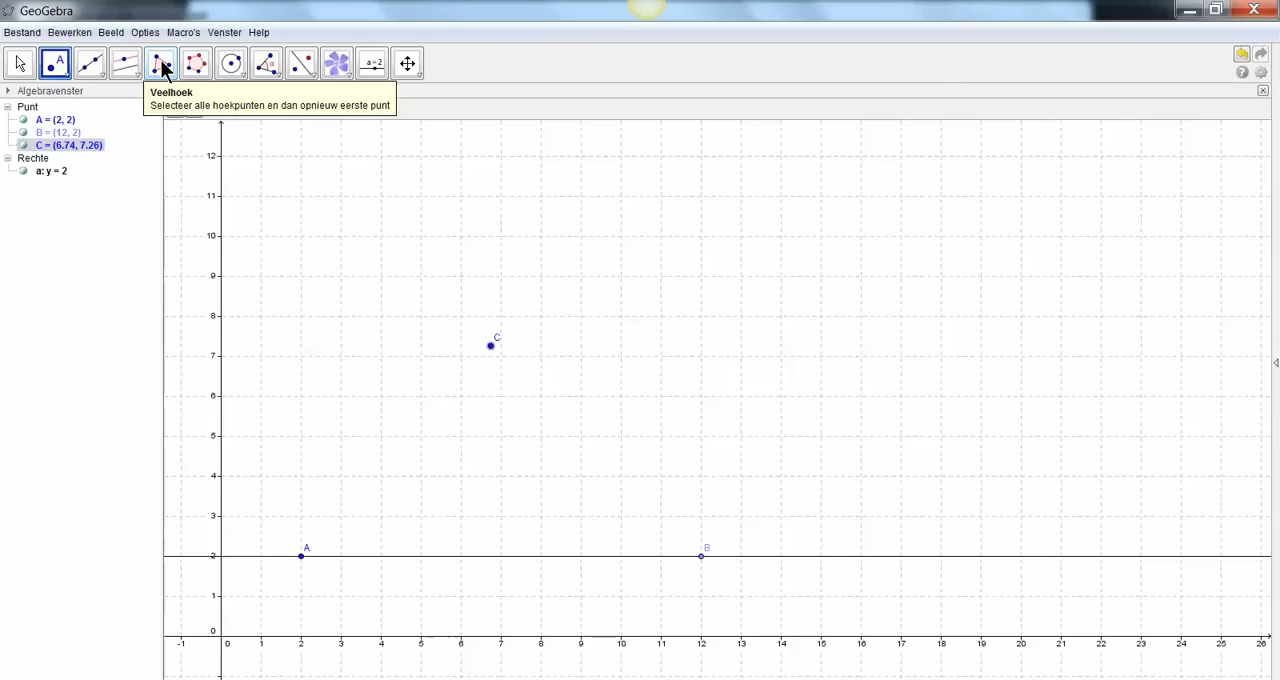 GeoGebra
Bestand Bewerken Beeld Opties Macro's Venster Help
A
α
a = 2
Algebravenster
Veelhoek
Selecteer alle hoekpunten en dan opnieuw eerste punt
Punt
A = (2, 2)
B = (12, 2)
C = (6.74, 7.26)
Rechte
a: y = 2
12
11
10
9
8
C
7
6
5
4
3
A
B
2
1
0
-1 0 1 2 3 4 5 6 7 8 9 10 11 12 13 14 15 16 17 18 19 20 21 22 23 24 25 26